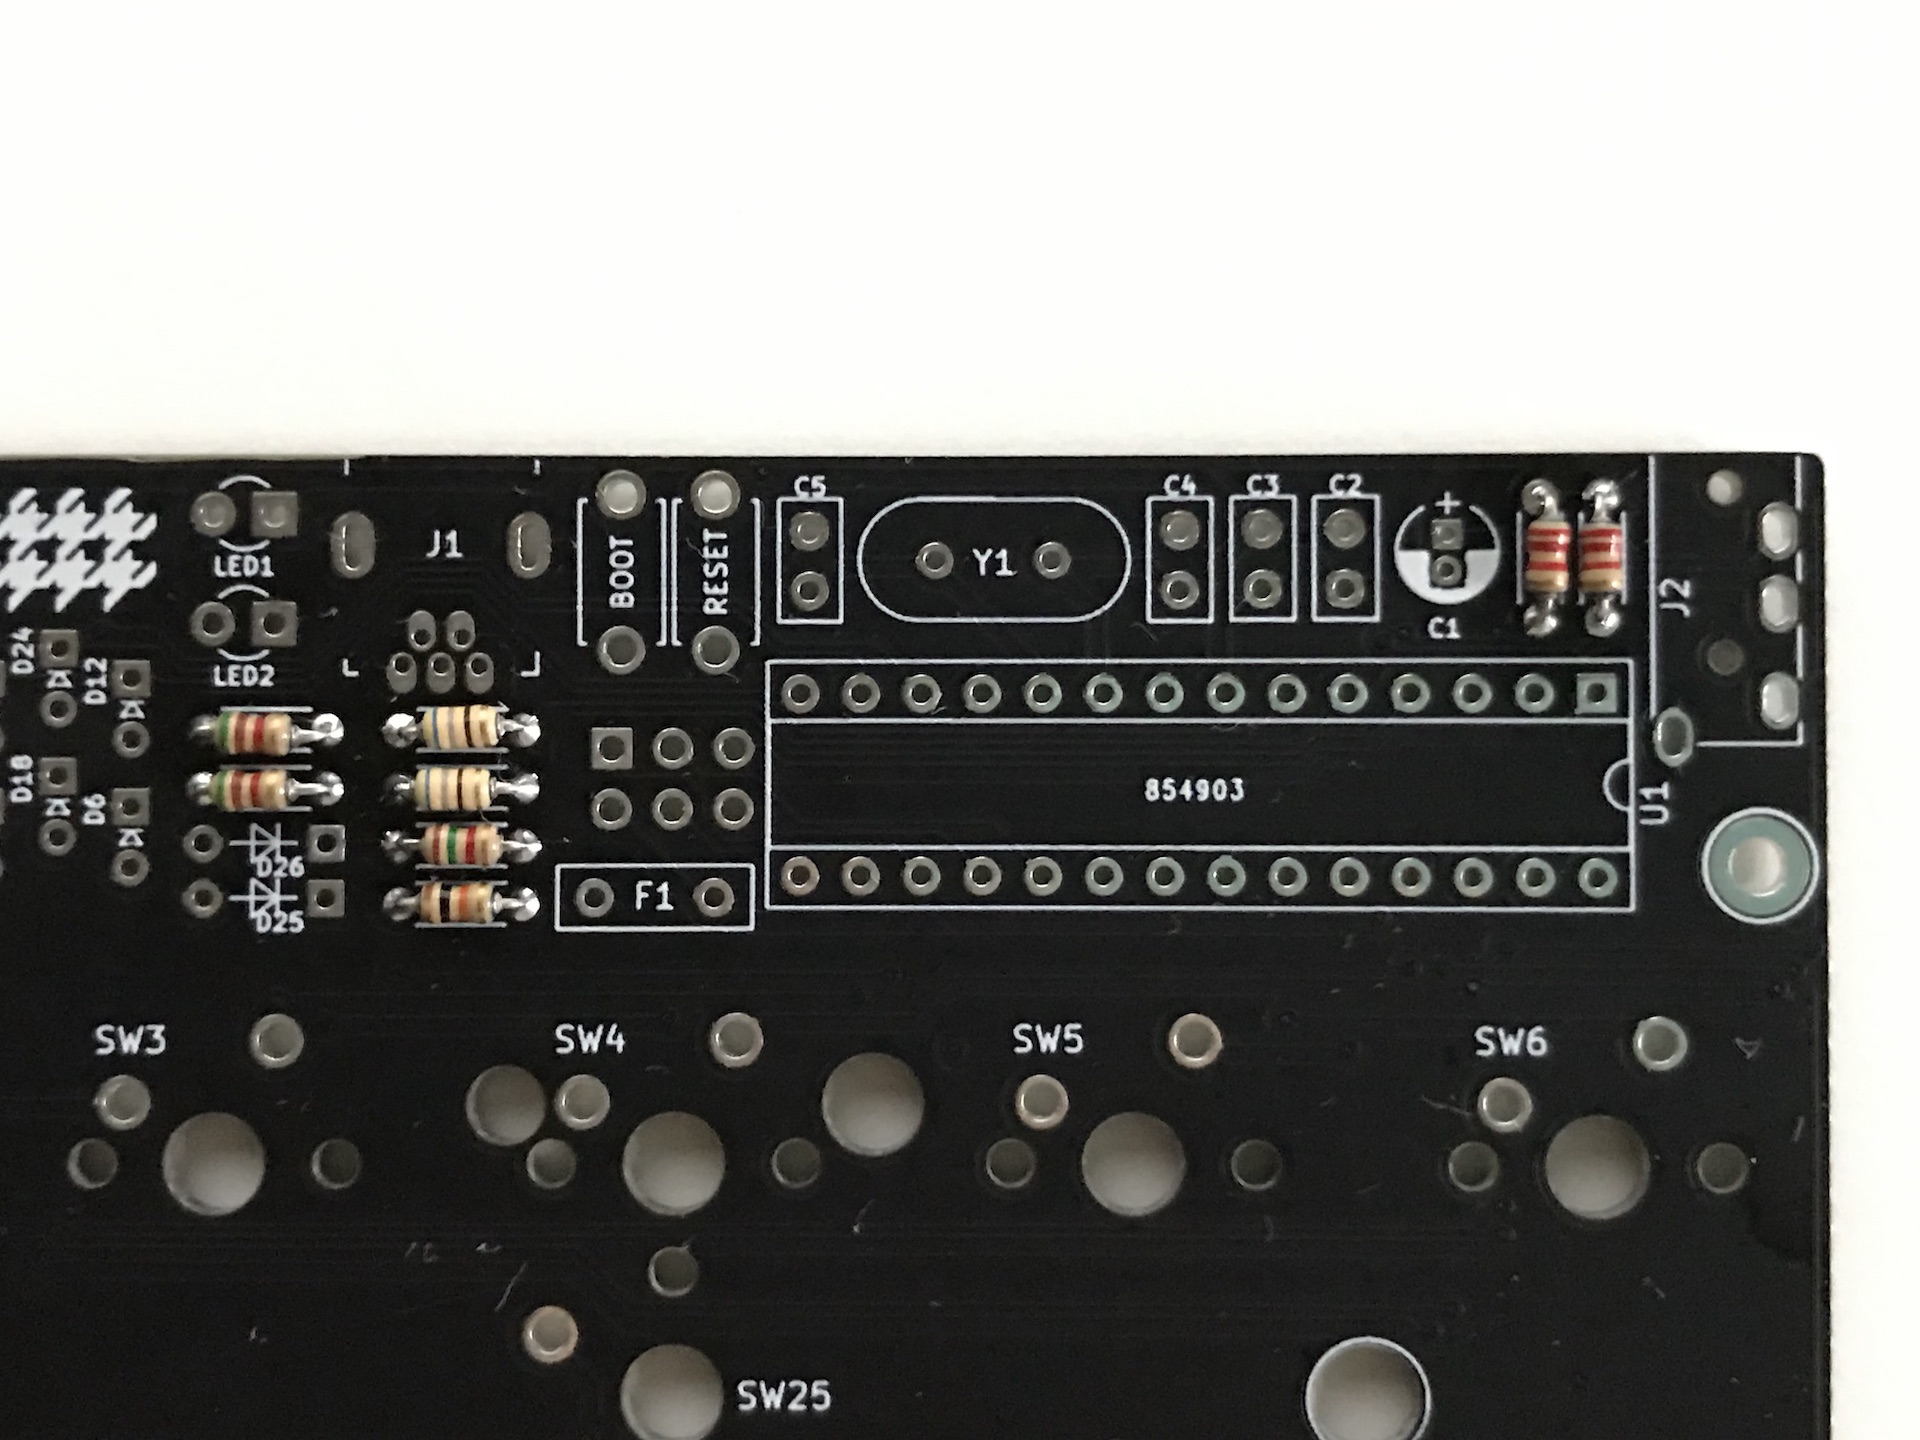 C5
C4
C3
C2
+
J1
BOOT
RESET
Y1
LED1
J2
C1
D24
D12
LED2
D18
D6
854903
U1
D26
F1
D25
SW3
SW4
SW5
SW6
SW25